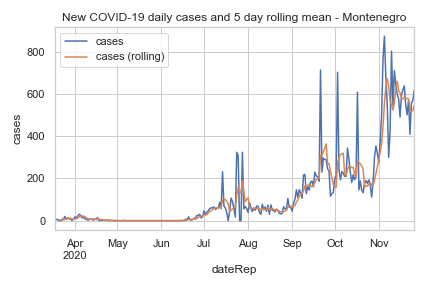 New COVID-19 daily cases and 5 day rolling mean - Montenegro
cases
cases (rolling)
800
600
400
200
0
cases
Apr May Jun Jul Aug Sep Oct Nov
2020
dateRep